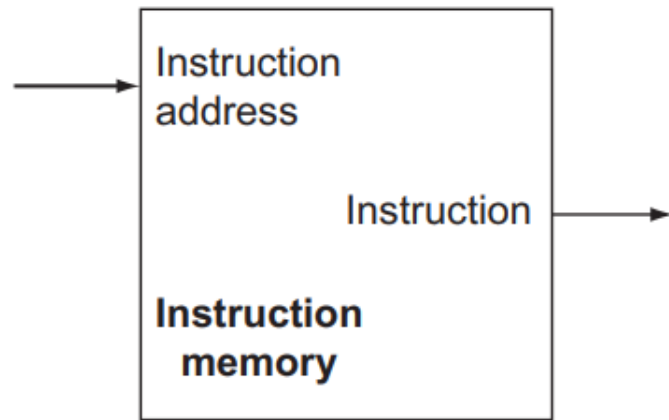 Instruction
address
Instruction
Instruction
memory